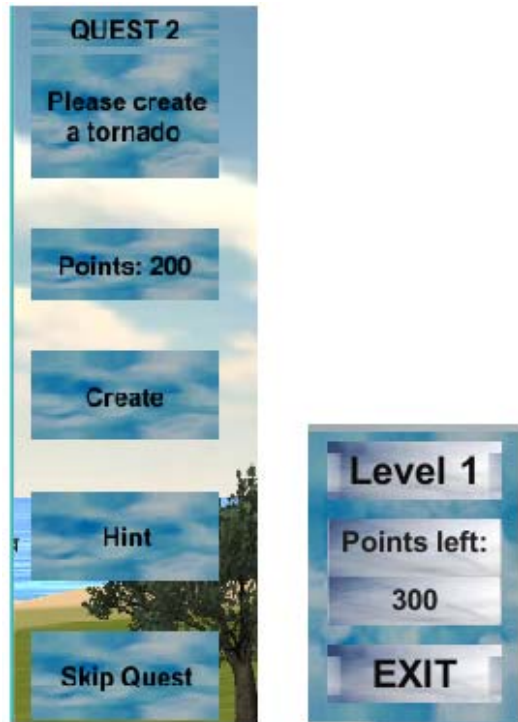 QUEST 2
Please create
a tornado
Points: 200
Create
Hint
Skip Quest
Level 1
Points left:
300
EXIT